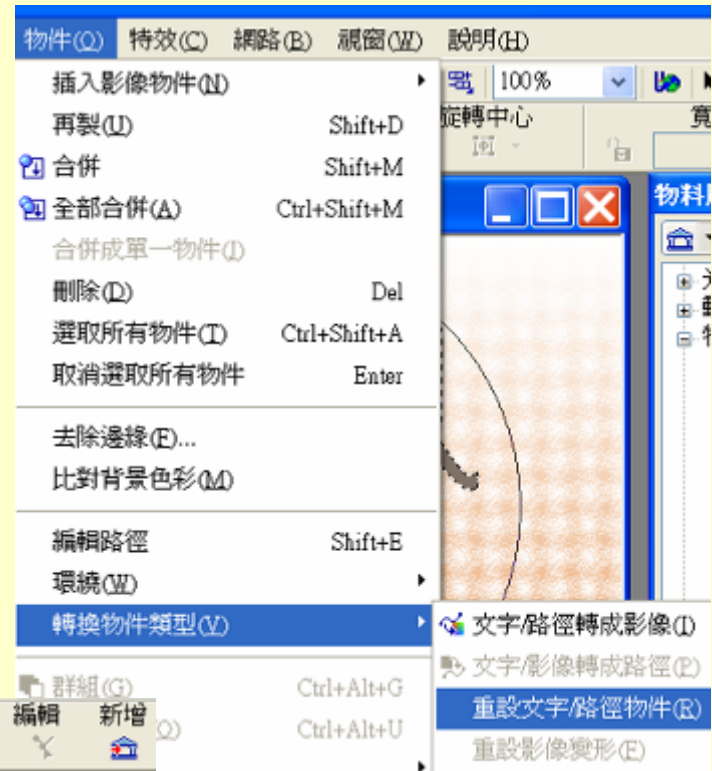 物件(O) 特效(C) 網路(B) 視窗(W) 說明(H)
插入影像物件(N)
100%
再製(U) Shift+D
旋轉中心
寬
合併 Shift+M
全部合併(A) Ctrl+Shift+M
物料
合併成單一物件(I)
刪除(D) Del
選取所有物件(T) Ctrl+Shift+A
取消選取所有物件 Enter
去除邊緣(F)...
比對背景色彩(M)
編輯路徑 Shift+E
環繞(W)
轉換物件類型(V)
文字/路徑轉成影像(I)
文字/影像轉成路徑(P)
重設文字/路徑物件(R)
重設影像變形(E)
群組(G) Ctrl+Alt+G
編輯 新增
Ctrl+Alt+U